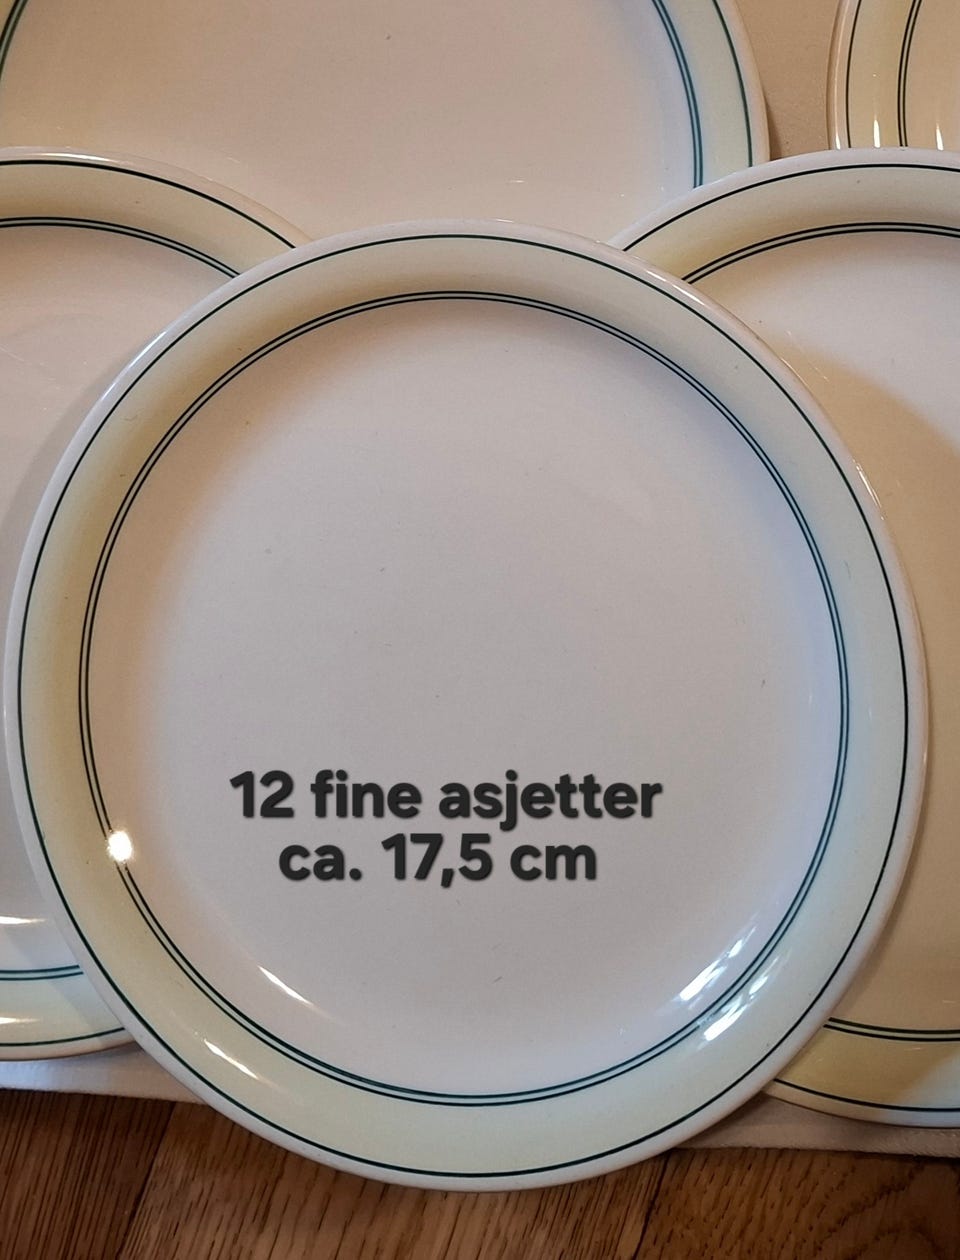 12 fine asjetter
ca. 17,5 cm